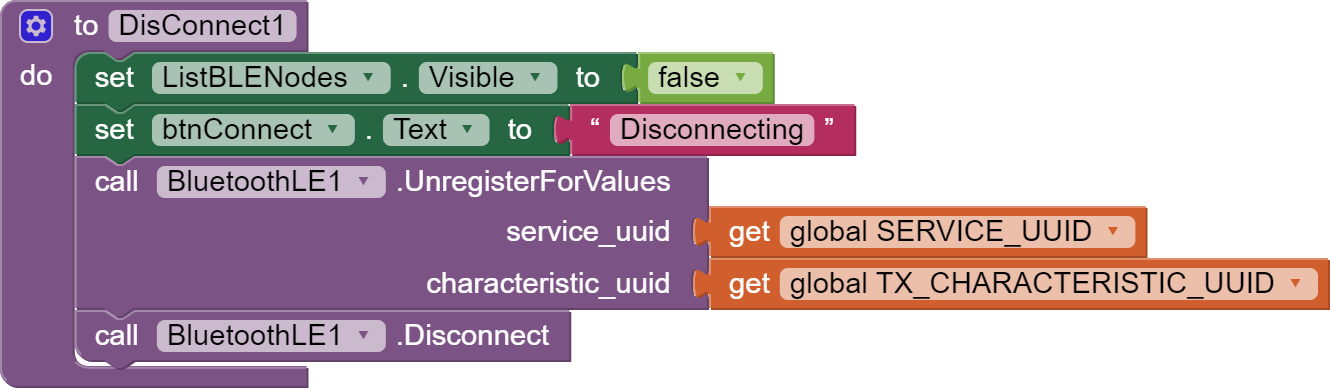 to DisConnect1
do set ListBLENodes . Visible to false
set btnConnect . Text to “ Disconnecting ”
call BluetoothLE1 .UnregisterForValues
service_uuid get global SERVICE_UUID
characteristic_uuid get global TX_CHARACTERISTIC_UUID
call BluetoothLE1 .Disconnect